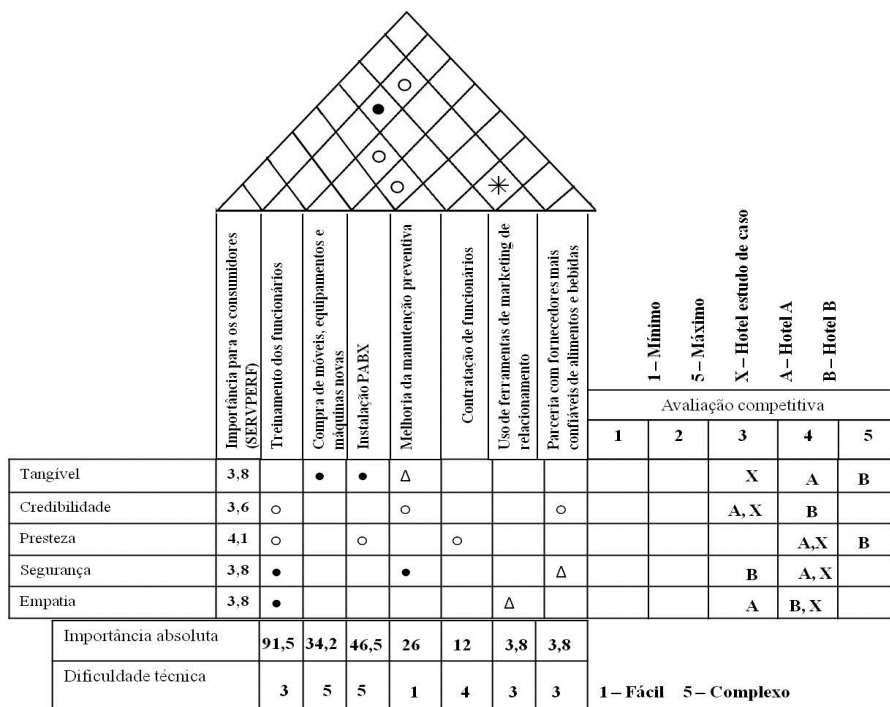 Importância para os consumidores
(SERVPERF)
Treinamento dos funcionários
Compra de móveis, equipamentos e
máquinas novas
Instalação PABX
Melhoria da manutenção preventiva
Contratação de funcionários
Uso de ferramentas de marketing de
relacionamento
Parceria com fornecedores mais
confiáveis de alimentos e bebidas
1 – Mínimo
5 – Máximo
X – Hotel estudo de caso
A – Hotel A
B – Hotel B
Avaliação competitiva
1 2 3 4 5
Tangível 3,8 ● ● Δ X A B
Credibilidade 3,6 ○ ○ ○ A, X B
Presteza 4,1 ○ ○ ○ A,X B
Segurança 3,8 ● ● Δ B A, X
Empatia 3,8 ● Δ A B, X
Importância absoluta 91,5 34,2 46,5 26 12 3,8 3,8
Dificuldade técnica 3 5 5 1 4 3 3 1 – Fácil 5 – Complexo